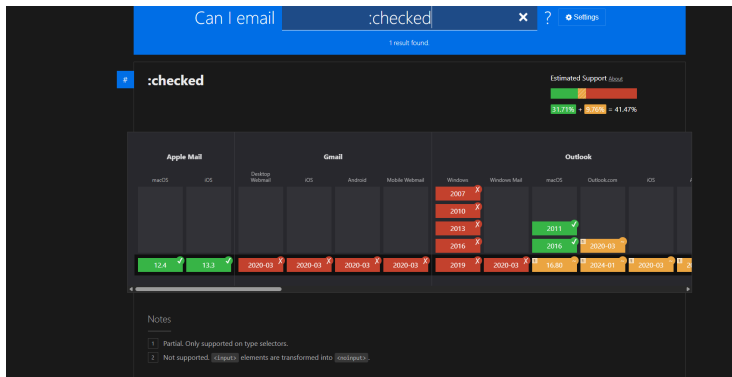 Can I email :checked × ? Settings
1 result found.
#
:checked
Estimated Support About
31.71% + 9.76% = 41.47%
Apple Mail Gmail Outlook
macOS iOS Desktop Webmail iOS Android Mobile Webmail Windows Windows Mail macOS Outlook.com iOS
2007
2010
2013 2011
2016 2016 2020-03
12.4 13.3 2020-03 2020-03 2020-03 2020-03 2019 2020-03 16.80 2024-01 2020-03
Notes
1 Partial. Only supported on type selectors.
2 Not supported. <input> elements are transformed into <noinput>.